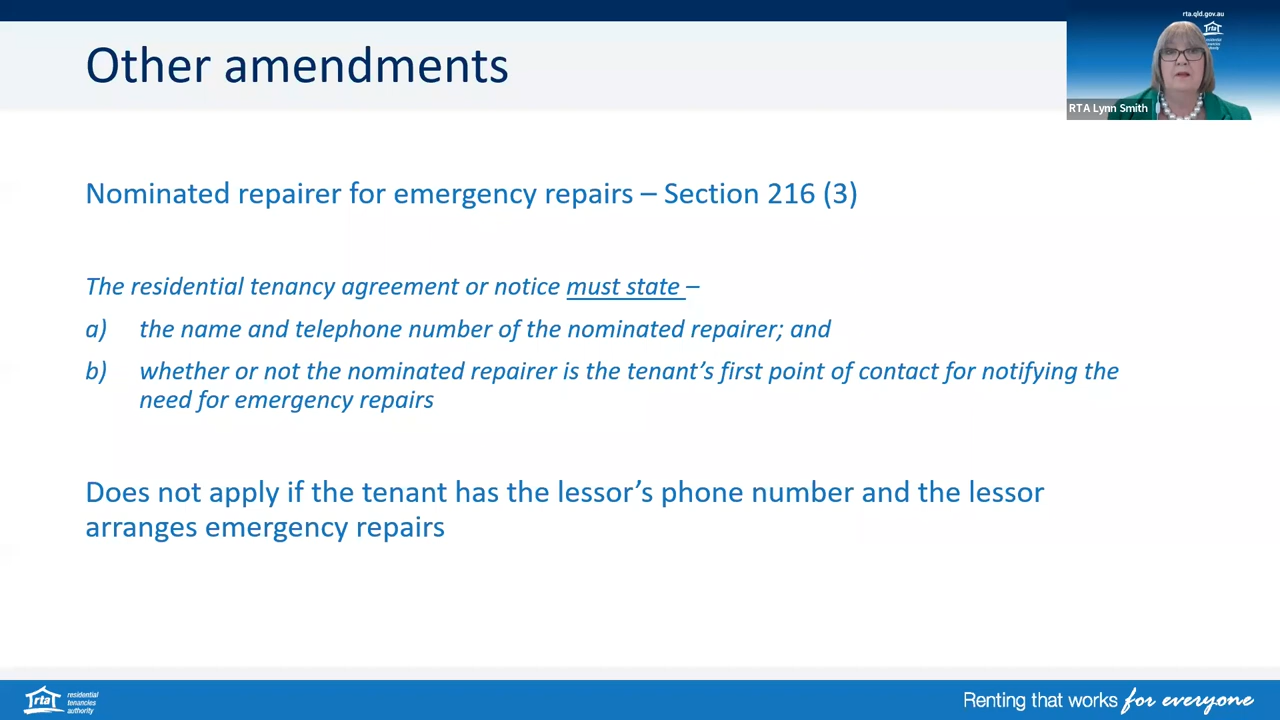 rta.qld.gov.au
rta
residential
tenancies
authority
RTA Lynn Smith
Other amendments
Nominated repairer for emergency repairs – Section 216 (3)
The residential tenancy agreement or notice must state –
a) the name and telephone number of the nominated repairer; and
b) whether or not the nominated repairer is the tenant’s first point of contact for notifying the
need for emergency repairs
Does not apply if the tenant has the lessor’s phone number and the lessor
arranges emergency repairs
rta
residential
tenancies
authority
Renting that works for everyone